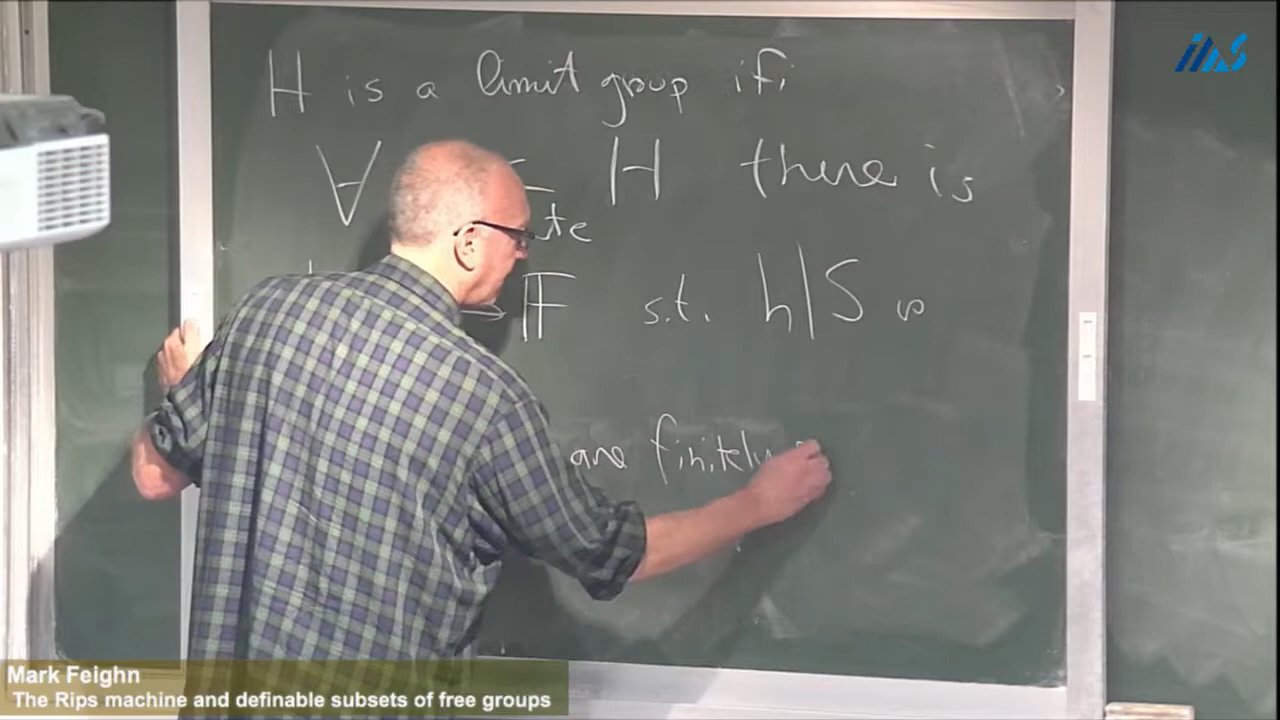 H is a limit group if:
∀ H there is
𝔽 s.t. h|S is
are finitely
IIAS
Mark Feighn
The Rips machine and definable subsets of free groups